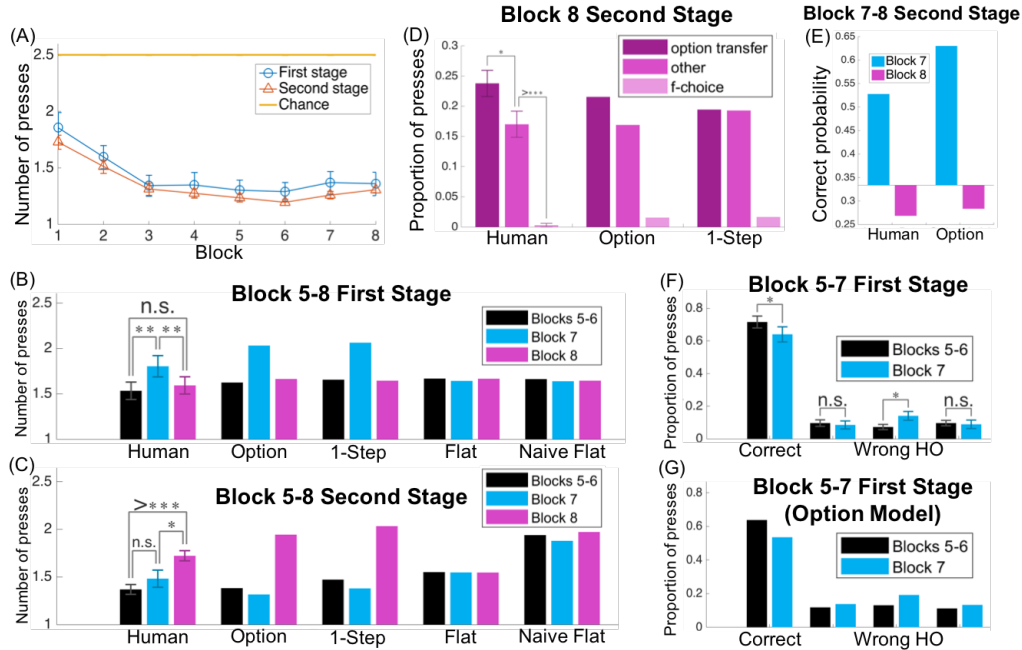 (A)
Number of presses
2.5
2
1.5
1
First stage
Second stage
Chance
1 2 3 4 5 6 7 8
Block
Block 8 Second Stage
(D)
Proportion of presses
0.3
0.25
0.2
0.15
0.1
0.05
0
*
>***
option transfer
other
f-choice
Human Option 1-Step
Block 7-8 Second Stage
(E)
Correct probability
0.65
0.55
0.45
0.35
0.25
Block 7
Block 8
Human Option
(B)
Block 5-8 First Stage
Number of presses
2.5
2
1.5
1
n.s.
** **
Blocks 5-6
Block 7
Block 8
Human Option 1-Step Flat Naive Flat
(C)
Block 5-8 Second Stage
Number of presses
2.5
2
1.5
1
>***
n.s. *
Blocks 5-6
Block 7
Block 8
Human Option 1-Step Flat Naive Flat
(F)
Block 5-7 First Stage
Proportion of presses
0.8
0.6
0.4
0.2
0
*
n.s. * n.s.
Blocks 5-6
Block 7
Correct Wrong HO
(G)
Block 5-7 First Stage
(Option Model)
Proportion of presses
0.8
0.6
0.4
0.2
0
Blocks 5-6
Block 7
Correct Wrong HO